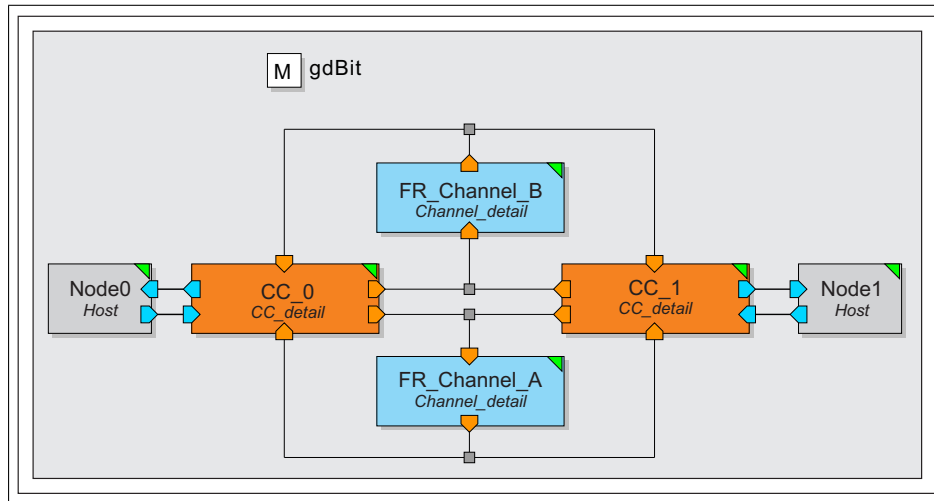 M gdBit
FR_Channel_B
Channel_detail
Node0
Host
CC_0
CC_detail
CC_1
CC_detail
Node1
Host
FR_Channel_A
Channel_detail